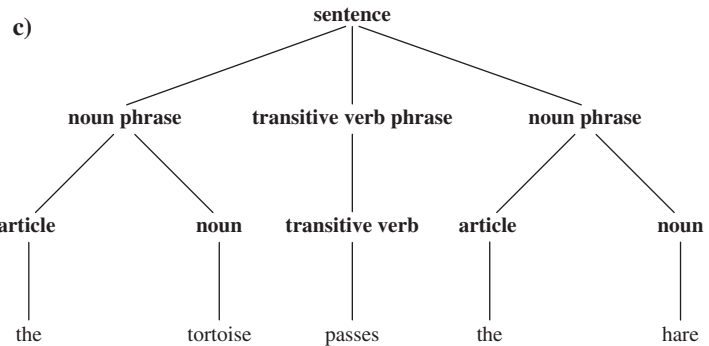 c)
sentence
noun phrase transitive verb phrase noun phrase
article noun transitive verb article noun
the tortoise passes the hare